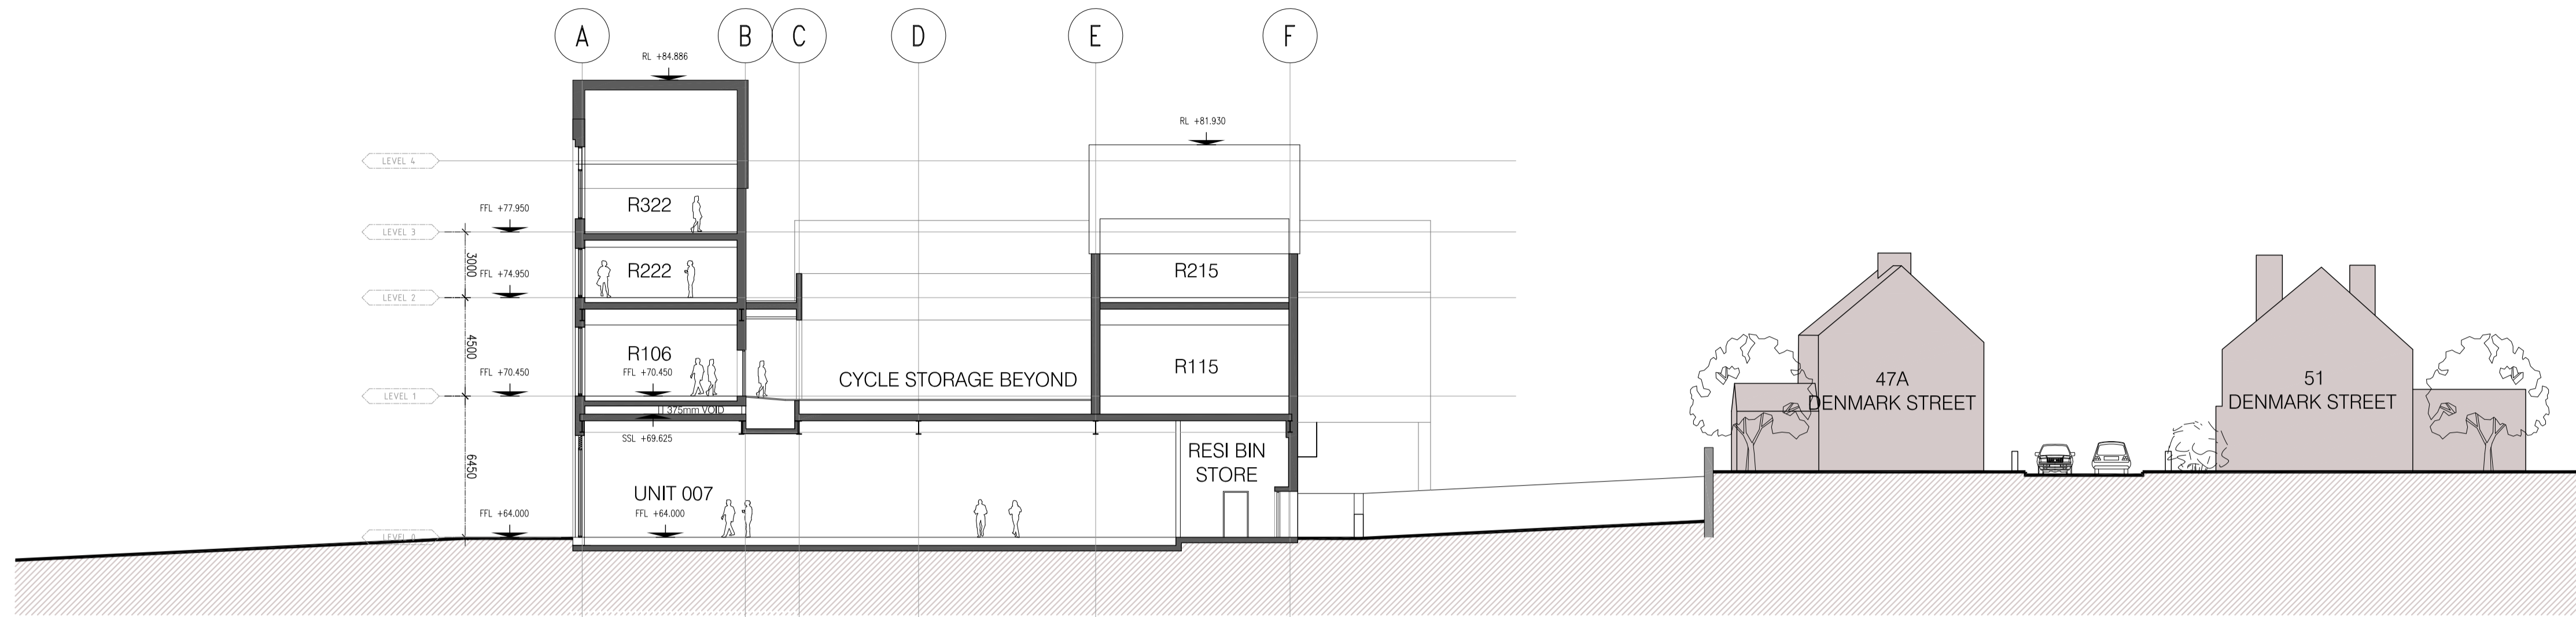 A
B
C
D
E
F
RL +84.886
RL +81.930
LEVEL 4
R322
FFL +77.950
LEVEL 3
3000
FFL +74.950
R222
R215
LEVEL 2
4500
R106
FFL +70.450
FFL +70.450
CYCLE STORAGE BEYOND
R115
LEVEL 1
375mm VOID
SSL +69.625
6450
RESI BIN
STORE
UNIT 007
FFL +64.000
FFL +64.000
LEVEL 0
47A
DENMARK STREET
51
DENMARK STREET